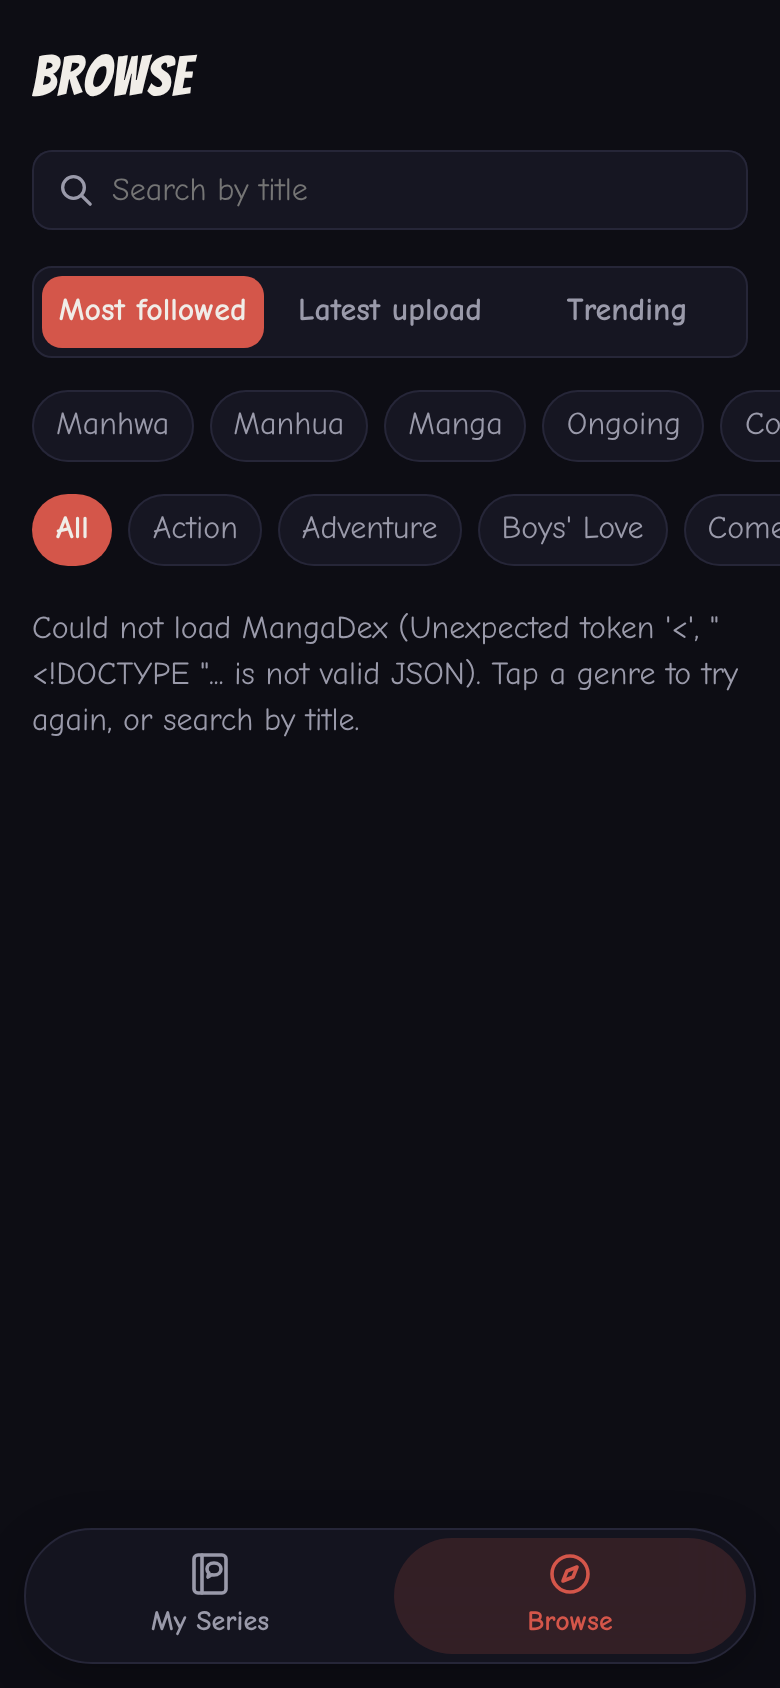 BROWSE
Search by title
Most followed Latest upload Trending
Manhwa Manhua Manga Ongoing Co
All Action Adventure Boys' Love Come
Could not load MangaDex (Unexpected token '<', "
<!DOCTYPE "... is not valid JSON). Tap a genre to try
again, or search by title.
My Series Browse